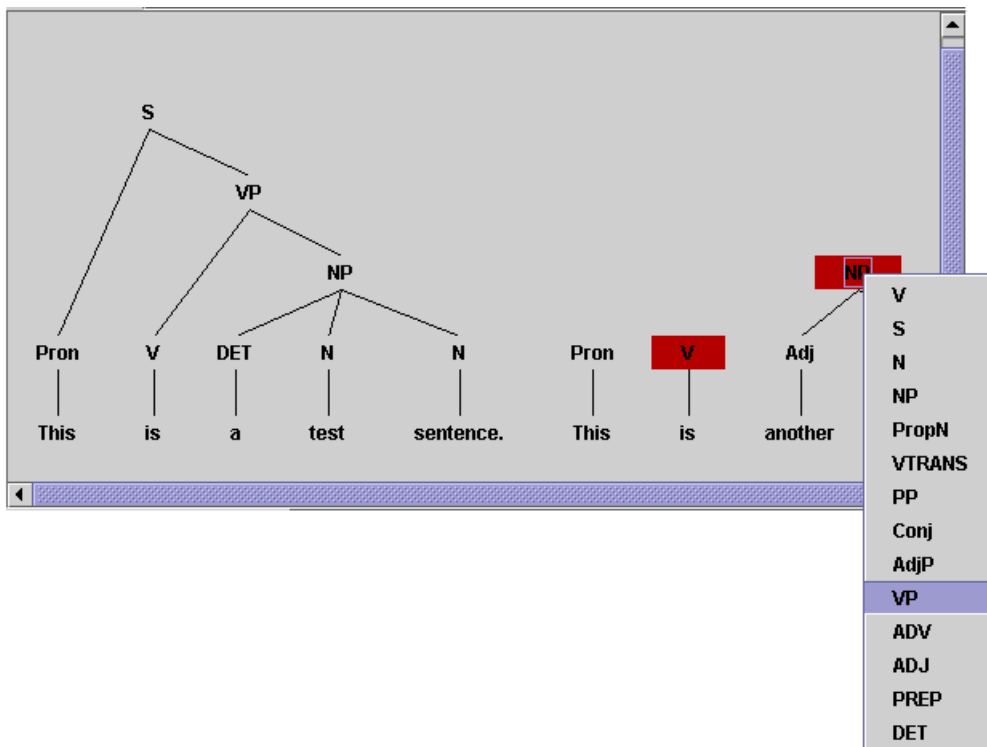 S
VP
NP
NP
Pron V DET N N Pron V Adj
This is a test sentence. This is another
V
S
N
NP
PropN
VTRANS
PP
Conj
AdjP
VP
ADV
ADJ
PREP
DET